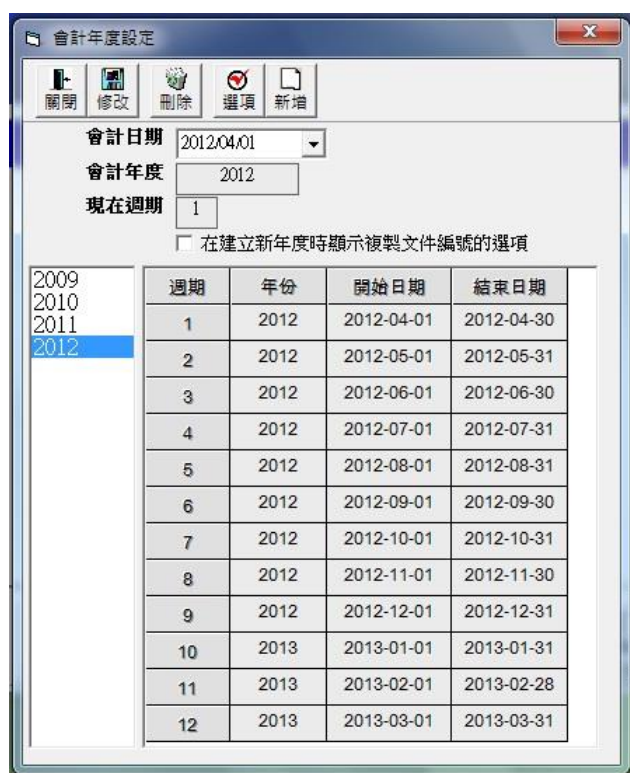 會計年度設定
關閉 修改 刪除 選項 新增
會計日期 2012/04/01
會計年度 2012
現在週期 1
在建立新年度時顯示複製文件編號的選項
2009
2010
2011
2012
週期 年份 開始日期 結束日期
1 2012 2012-04-01 2012-04-30
2 2012 2012-05-01 2012-05-31
3 2012 2012-06-01 2012-06-30
4 2012 2012-07-01 2012-07-31
5 2012 2012-08-01 2012-08-31
6 2012 2012-09-01 2012-09-30
7 2012 2012-10-01 2012-10-31
8 2012 2012-11-01 2012-11-30
9 2012 2012-12-01 2012-12-31
10 2013 2013-01-01 2013-01-31
11 2013 2013-02-01 2013-02-28
12 2013 2013-03-01 2013-03-31